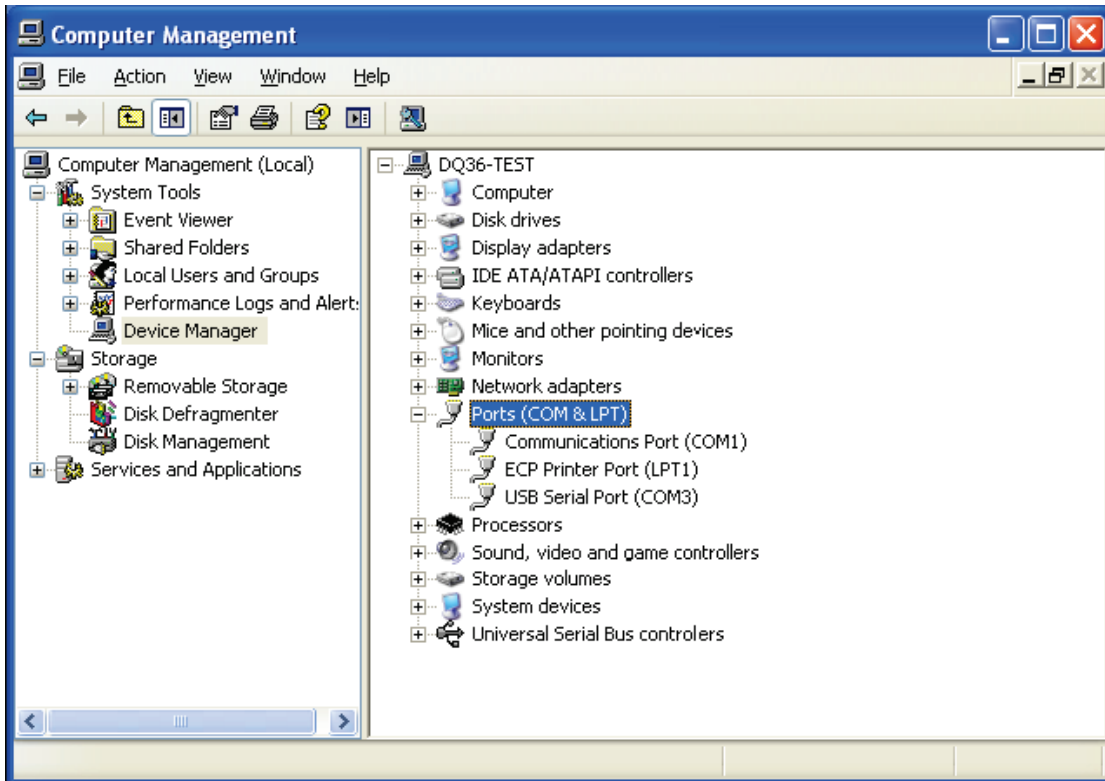 Computer Management
File Action View Window Help
Computer Management (Local)
System Tools
Event Viewer
Shared Folders
Local Users and Groups
Performance Logs and Alert:
Device Manager
Storage
Removable Storage
Disk Defragmenter
Disk Management
Services and Applications
DQ36-TEST
Computer
Disk drives
Display adapters
IDE ATA/ATAPI controllers
Keyboards
Mice and other pointing devices
Monitors
Network adapters
Ports (COM & LPT)
Communications Port (COM1)
ECP Printer Port (LPT1)
USB Serial Port (COM3)
Processors
Sound, video and game controllers
Storage volumes
System devices
Universal Serial Bus controlers